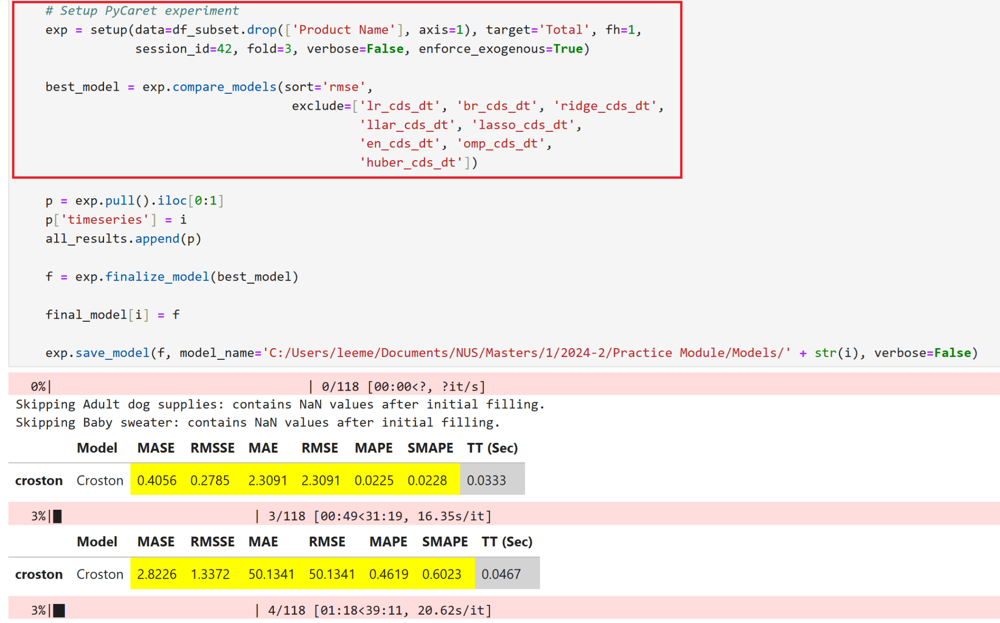 # Setup PyCaret experiment
exp = setup(data=df_subset.drop(['Product Name'], axis=1), target='Total', fh=1,
session_id=42, fold=3, verbose=False, enforce_exogenous=True)
best_model = exp.compare_models(sort='rmse',
exclude=['lr_cds_dt', 'br_cds_dt', 'ridge_cds_dt',
'llar_cds_dt', 'lasso_cds_dt',
'en_cds_dt', 'omp_cds_dt',
'huber_cds_dt'])
p = exp.pull().iloc[0:1]
p['timeseries'] = i
all_results.append(p)
f = exp.finalize_model(best_model)
final_model[i] = f
exp.save_model(f, model_name='C:/Users/leeme/Documents/NUS/Masters/1/2024-2/Practice Module/Models/' + str(i), verbose=False)
0%| | 0/118 [00:00<?, ?it/s]
Skipping Adult dog supplies: contains NaN values after initial filling.
Skipping Baby sweater: contains NaN values after initial filling.
Model MASE RMSSE MAE RMSE MAPE SMAPE TT (Sec)
croston Croston 0.4056 0.2785 2.3091 2.3091 0.0225 0.0228 0.0333
3%|█ | 3/118 [00:49<31:19, 16.35s/it]
Model MASE RMSSE MAE RMSE MAPE SMAPE TT (Sec)
croston Croston 2.8226 1.3372 50.1341 50.1341 0.4619 0.6023 0.0467
3%|█ | 4/118 [01:18<39:11, 20.62s/it]